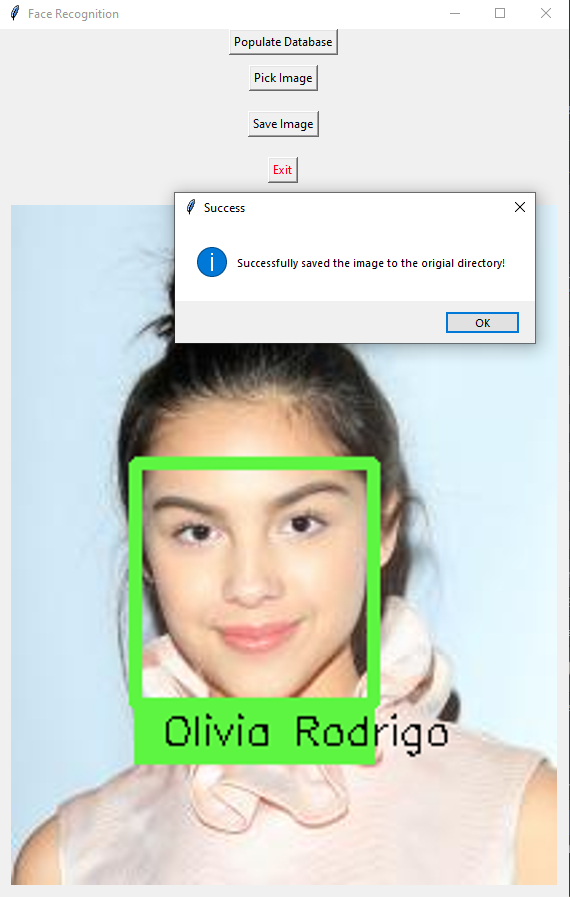 Face Recognition
Populate Database
Pick Image
Save Image
Exit
Success
Successfully saved the image to the origial directory!
OK
Olivia Rodrigo